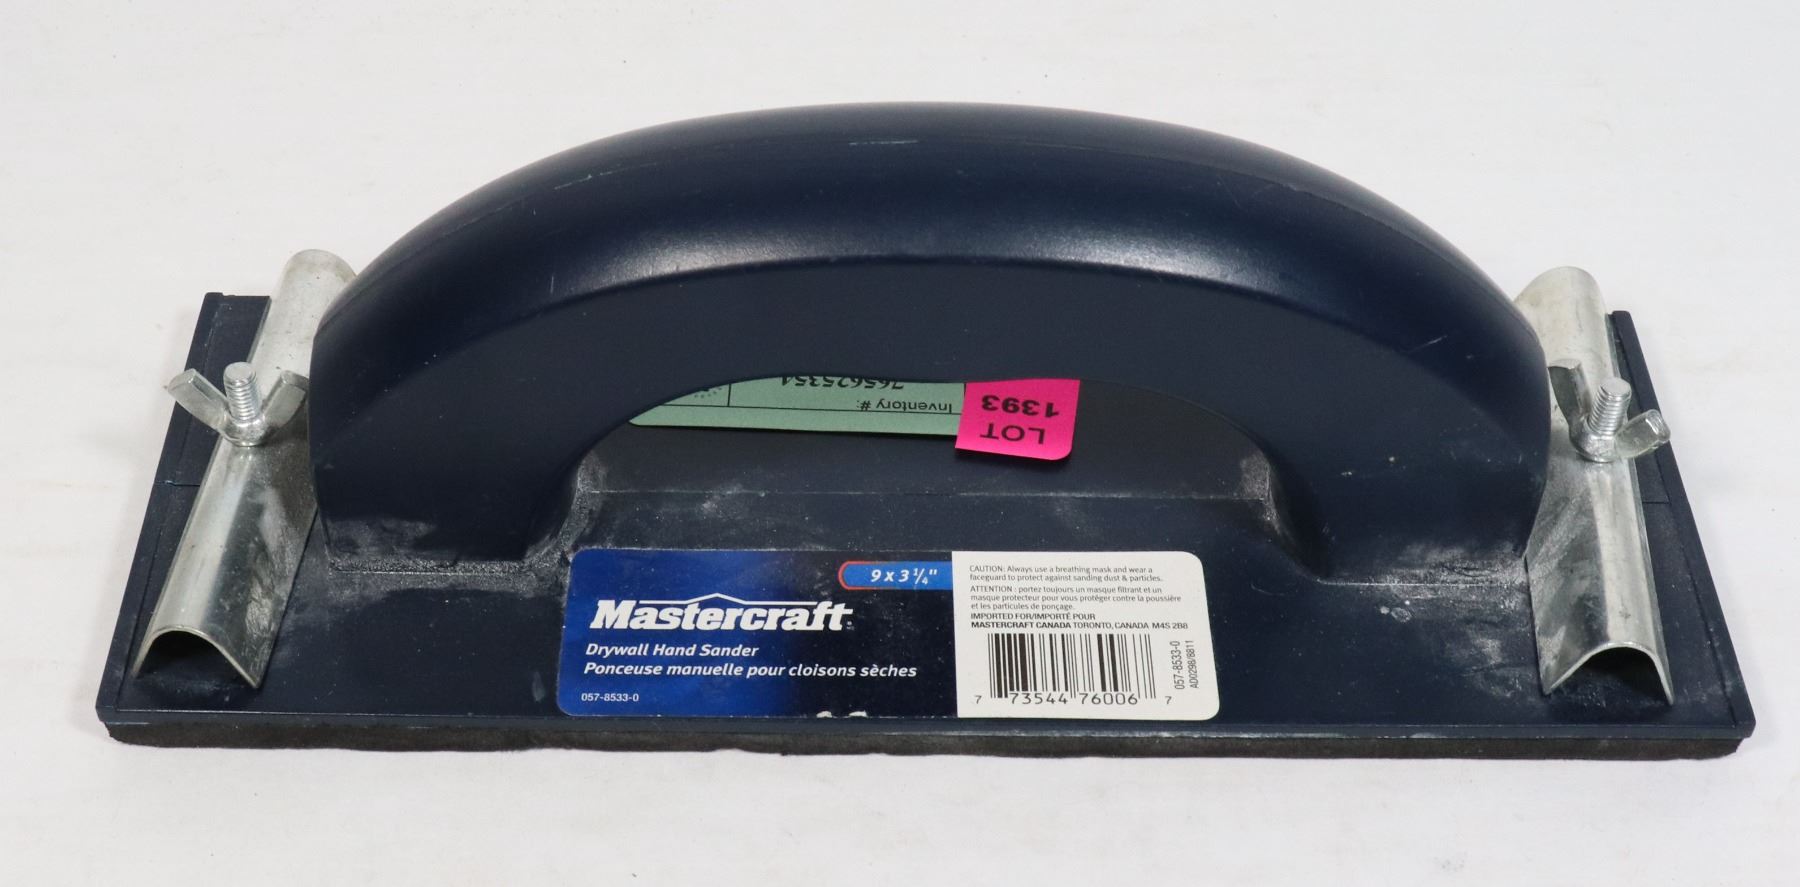 Inventory #:
765625354
LOT
1393
9 x 3 ¼"
Mastercraft
Drywall Hand Sander
Ponceuse manuelle pour cloisons sèches
057-8533-0
CAUTION: Always use a breathing mask and wear a
faceguard to protect against sanding dust & particles.
ATTENTION : portez toujours un masque filtrant et un
masque protecteur pour vous protéger contre la poussière
et les particules de ponçage.
IMPORTED FOR/IMPORTÉ POUR
MASTERCRAFT CANADA TORONTO, CANADA M4S 2B8
7 73544 76006 7
057-8533-0
AD0298/6811